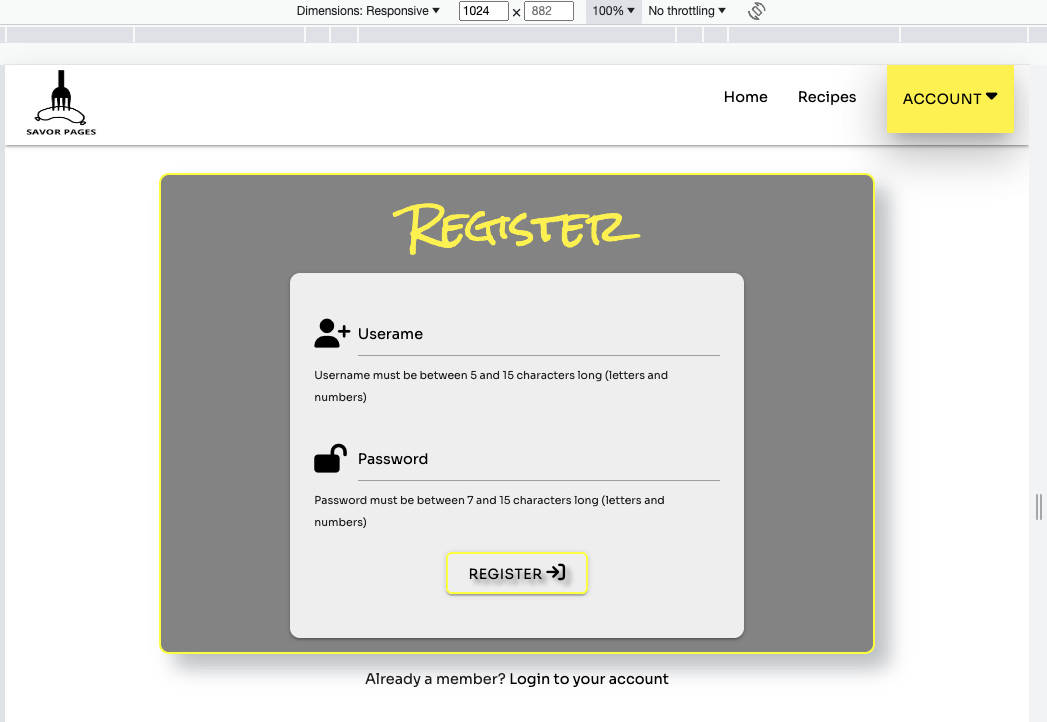 Dimensions: Responsive ▼ 1024 × 882 100% ▼ No throttling ▼
SAVOR PAGES
Home Recipes ACCOUNT
Register
Userame
Username must be between 5 and 15 characters long (letters and
numbers)
Password
Password must be between 7 and 15 characters long (letters and
numbers)
REGISTER
Already a member? Login to your account